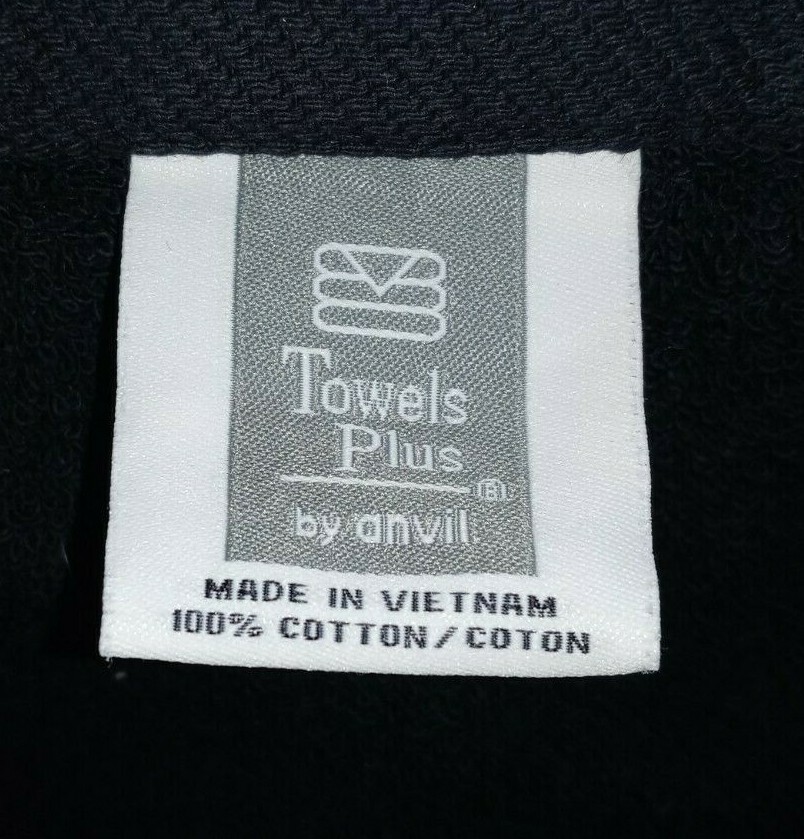 Towels
Plus
®
by anvil.
MADE IN VIETNAM
100% COTTON/COTON